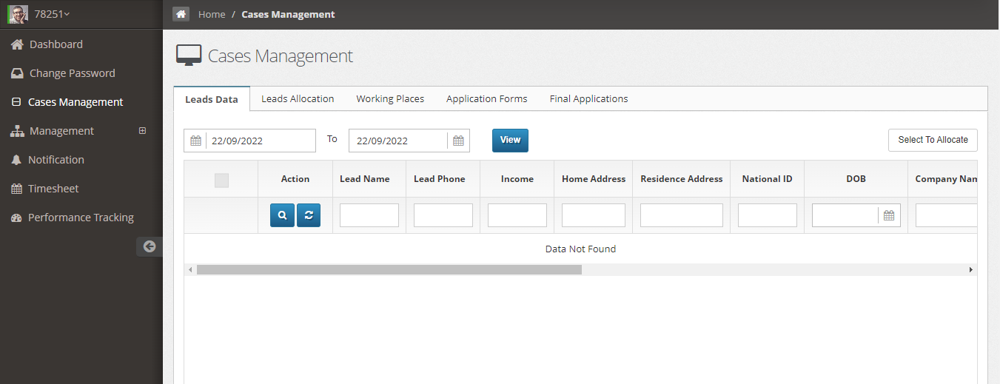 78251
Home / Cases Management
Dashboard
Change Password
Cases Management
Management
Notification
Timesheet
Performance Tracking
Cases Management
Leads Data Leads Allocation Working Places Application Forms Final Applications
22/09/2022 To 22/09/2022 View Select To Allocate
Action Lead Name Lead Phone Income Home Address Residence Address National ID DOB Company Nam
Data Not Found